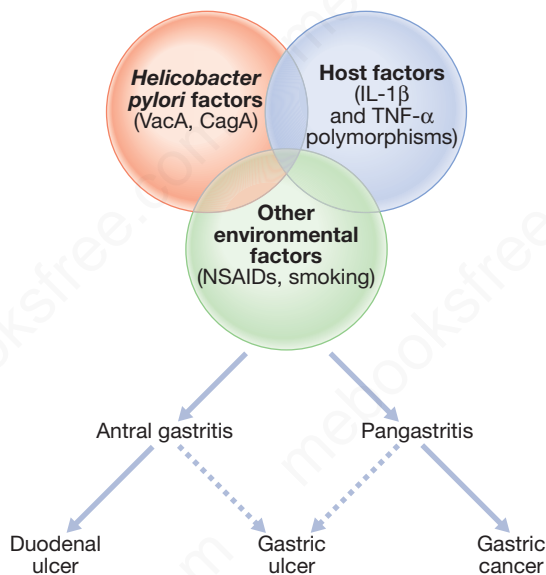 Helicobacter
pylori factors
(VacA, CagA)
Host factors
(IL-1β
and TNF-α
polymorphisms)
Other
environmental
factors
(NSAIDs, smoking)
Antral gastritis
Pangastritis
Duodenal
ulcer
Gastric
ulcer
Gastric
cancer